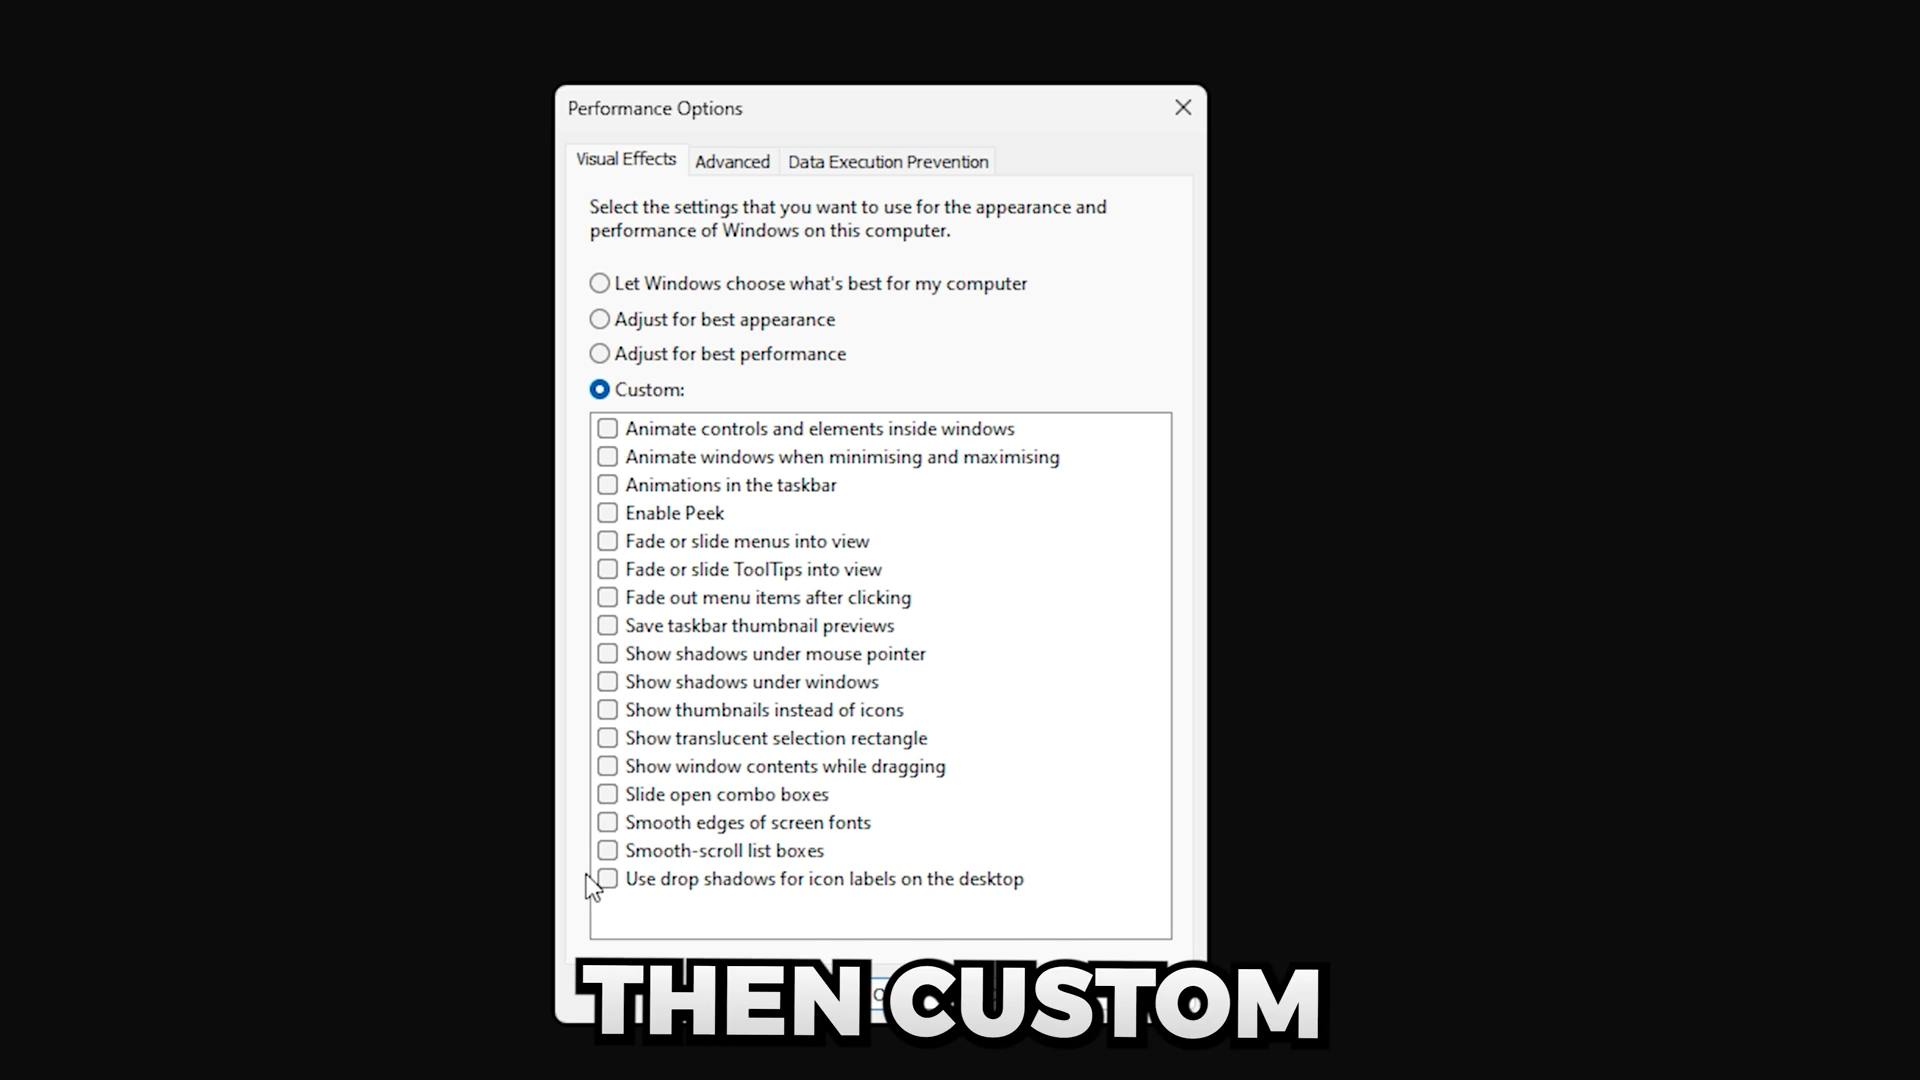 Performance Options
Visual Effects
Advanced
Data Execution Prevention
Select the settings that you want to use for the appearance and
performance of Windows on this computer.
Let Windows choose what's best for my computer
Adjust for best appearance
Adjust for best performance
Custom:
Animate controls and elements inside windows
Animate windows when minimising and maximising
Animations in the taskbar
Enable Peek
Fade or slide menus into view
Fade or slide ToolTips into view
Fade out menu items after clicking
Save taskbar thumbnail previews
Show shadows under mouse pointer
Show shadows under windows
Show thumbnails instead of icons
Show translucent selection rectangle
Show window contents while dragging
Slide open combo boxes
Smooth edges of screen fonts
Smooth-scroll list boxes
Use drop shadows for icon labels on the desktop
THEN CUSTOM